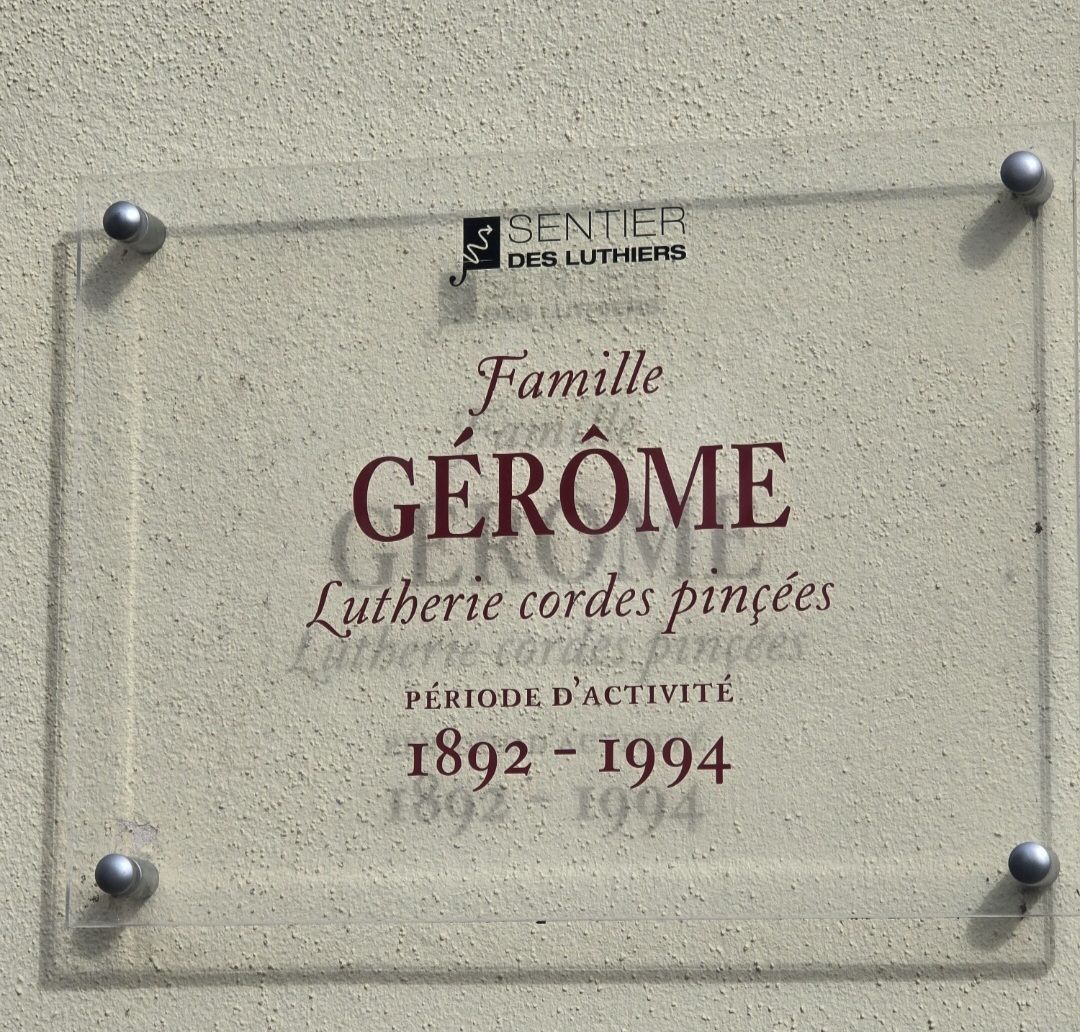 SENTIER
DES LUTHIERS
Famille
GÉRÔME
Lutherie cordes pinçées
PÉRIODE D'ACTIVITÉ
1892 - 1994